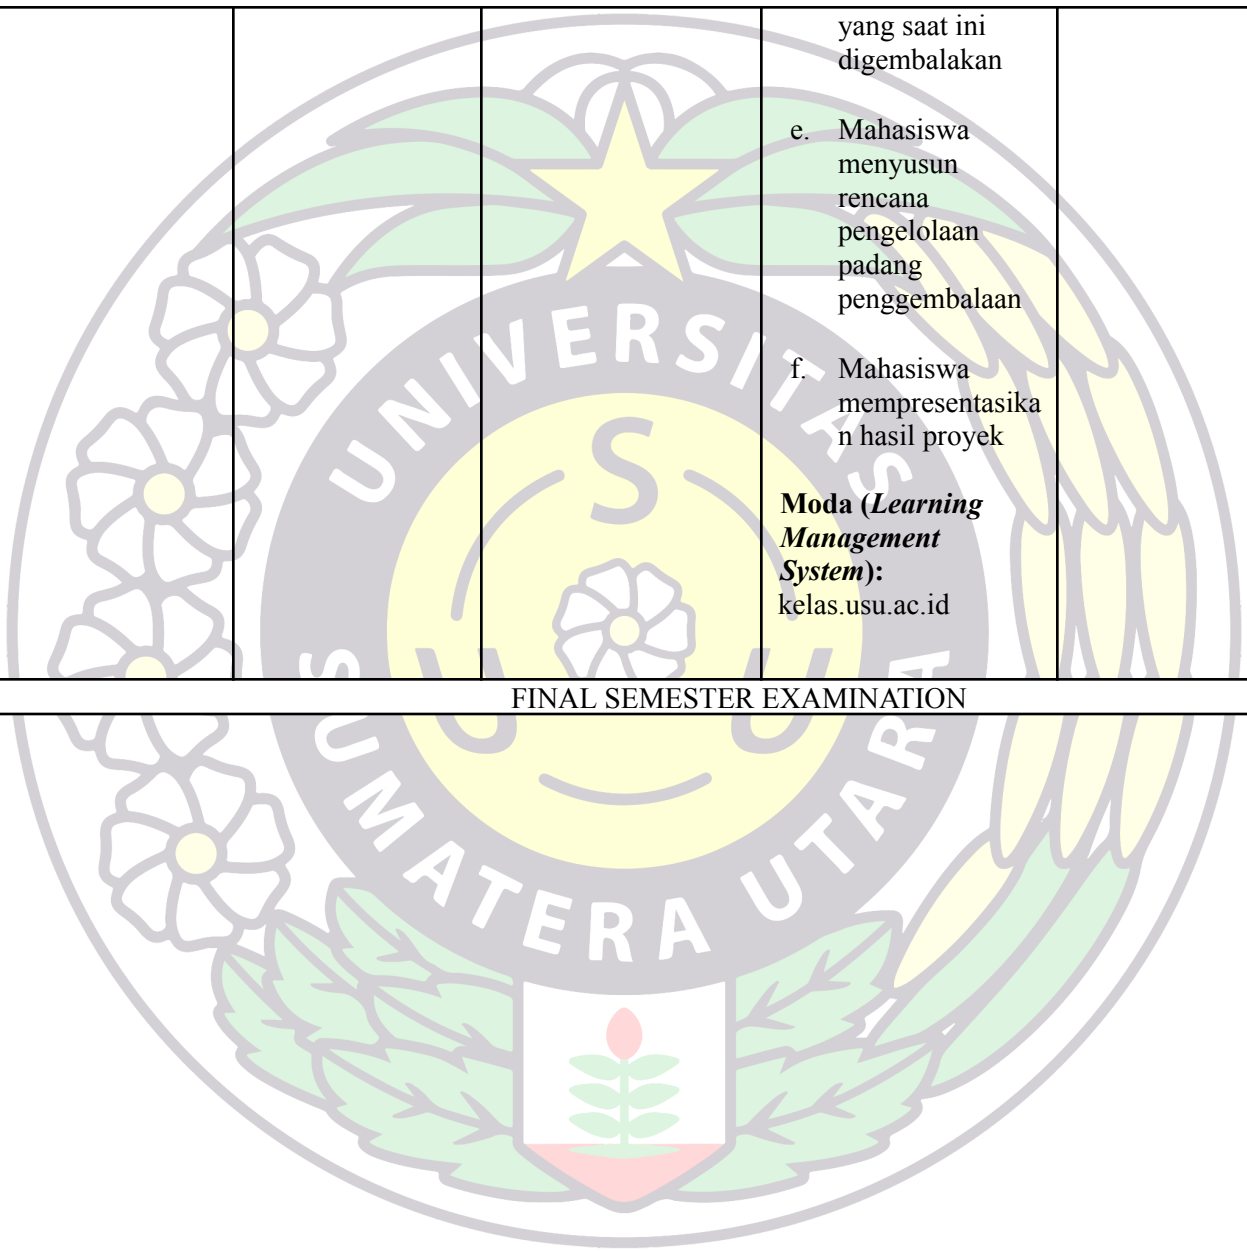 yang saat ini
digembalakan
e. Mahasiswa
menyusun
rencana
pengelolaan
padang
penggembalaan
f. Mahasiswa
mempresentasika
n hasil proyek
Moda (Learning
Management
System):
kelas.usu.ac.id
FINAL SEMESTER EXAMINATION
UNIVERSITAS
SUMATERA UTARA
S
U U